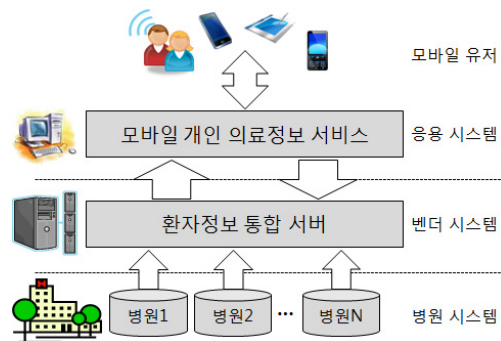 모바일 유저
모바일 개인 의료정보 서비스
응용 시스템
환자정보 통합 서버
벤더 시스템
병원1
병원2
...
병원N
병원 시스템